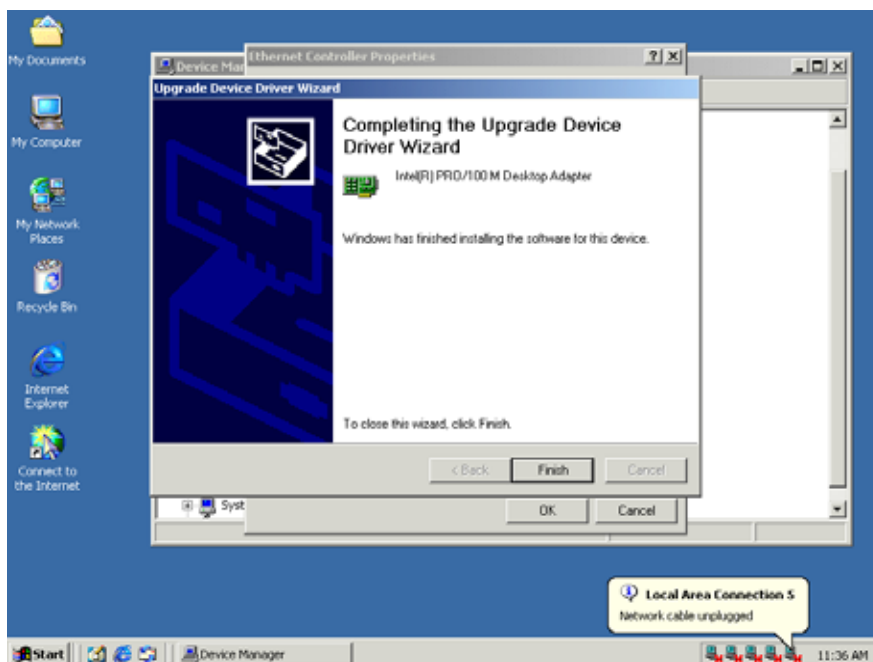 My Documents
My Computer
My Network
Places
Recycle Bin
Internet
Explorer
Connect to
the Internet
Device Mar
Ethernet Controller Properties
Upgrade Device Driver Wizard
Completing the Upgrade Device
Driver Wizard
Intel(R) PRO/100 M Desktop Adapter
Windows has finished installing the software for this device.
To close this wizard, click Finish.
< Back
Finish
Cancel
Syst
OK
Cancel
Local Area Connection 5
Network cable unplugged
Start
Device Manager
11:36 AM